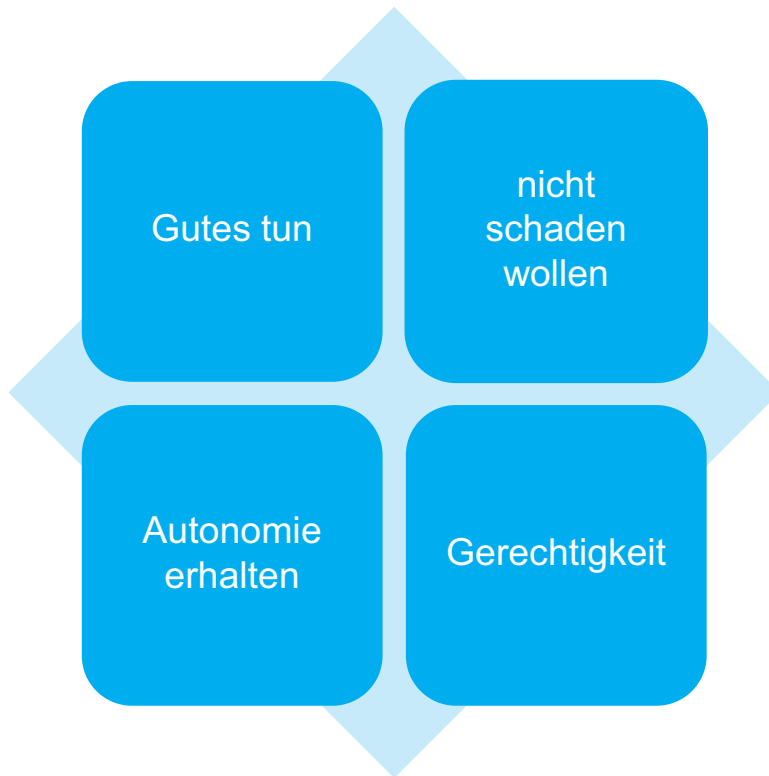 Gutes tun
nicht
schaden
wollen
Autonomie
erhalten
Gerechtigkeit